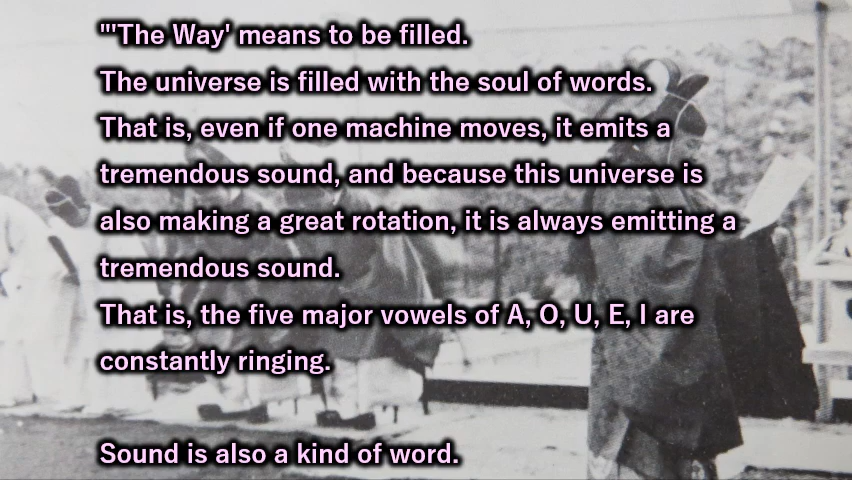 "'The Way' means to be filled.
The universe is filled with the soul of words.
That is, even if one machine moves, it emits a
tremendous sound, and because this universe is
also making a great rotation, it is always emitting a
tremendous sound.
That is, the five major vowels of A, O, U, E, I are
constantly ringing.
Sound is also a kind of word.